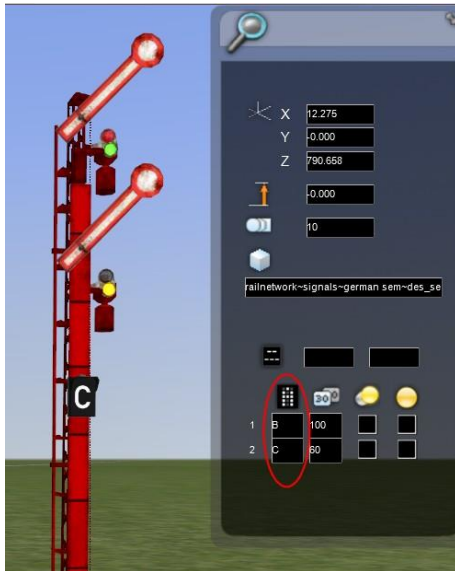 X 12.275
Y -0.000
Z 790.658
-0.000
10
railnetwork~signals~german sem~des_se
30
1 B 100
2 C 60
C